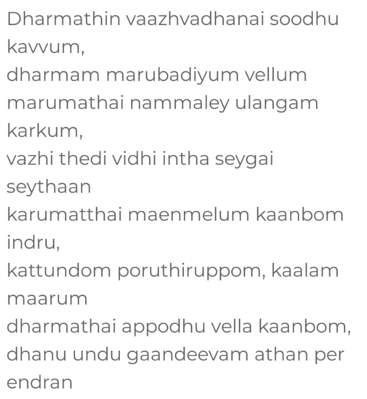 Dharmathin vaazhvadhanai soodhu
kavvum,
dharmam marubadiyum vellum
marumathai nammaley ulangam
karkum,
vazhi thedi vidhi intha seygai
seythaan
karumatthai maenmelum kaanbom
indru,
kattundom poruthiruppom, kaalam
maarum
dharmathai appodhu vella kaanbom,
dhanu undu gaandeevam athan per
endran